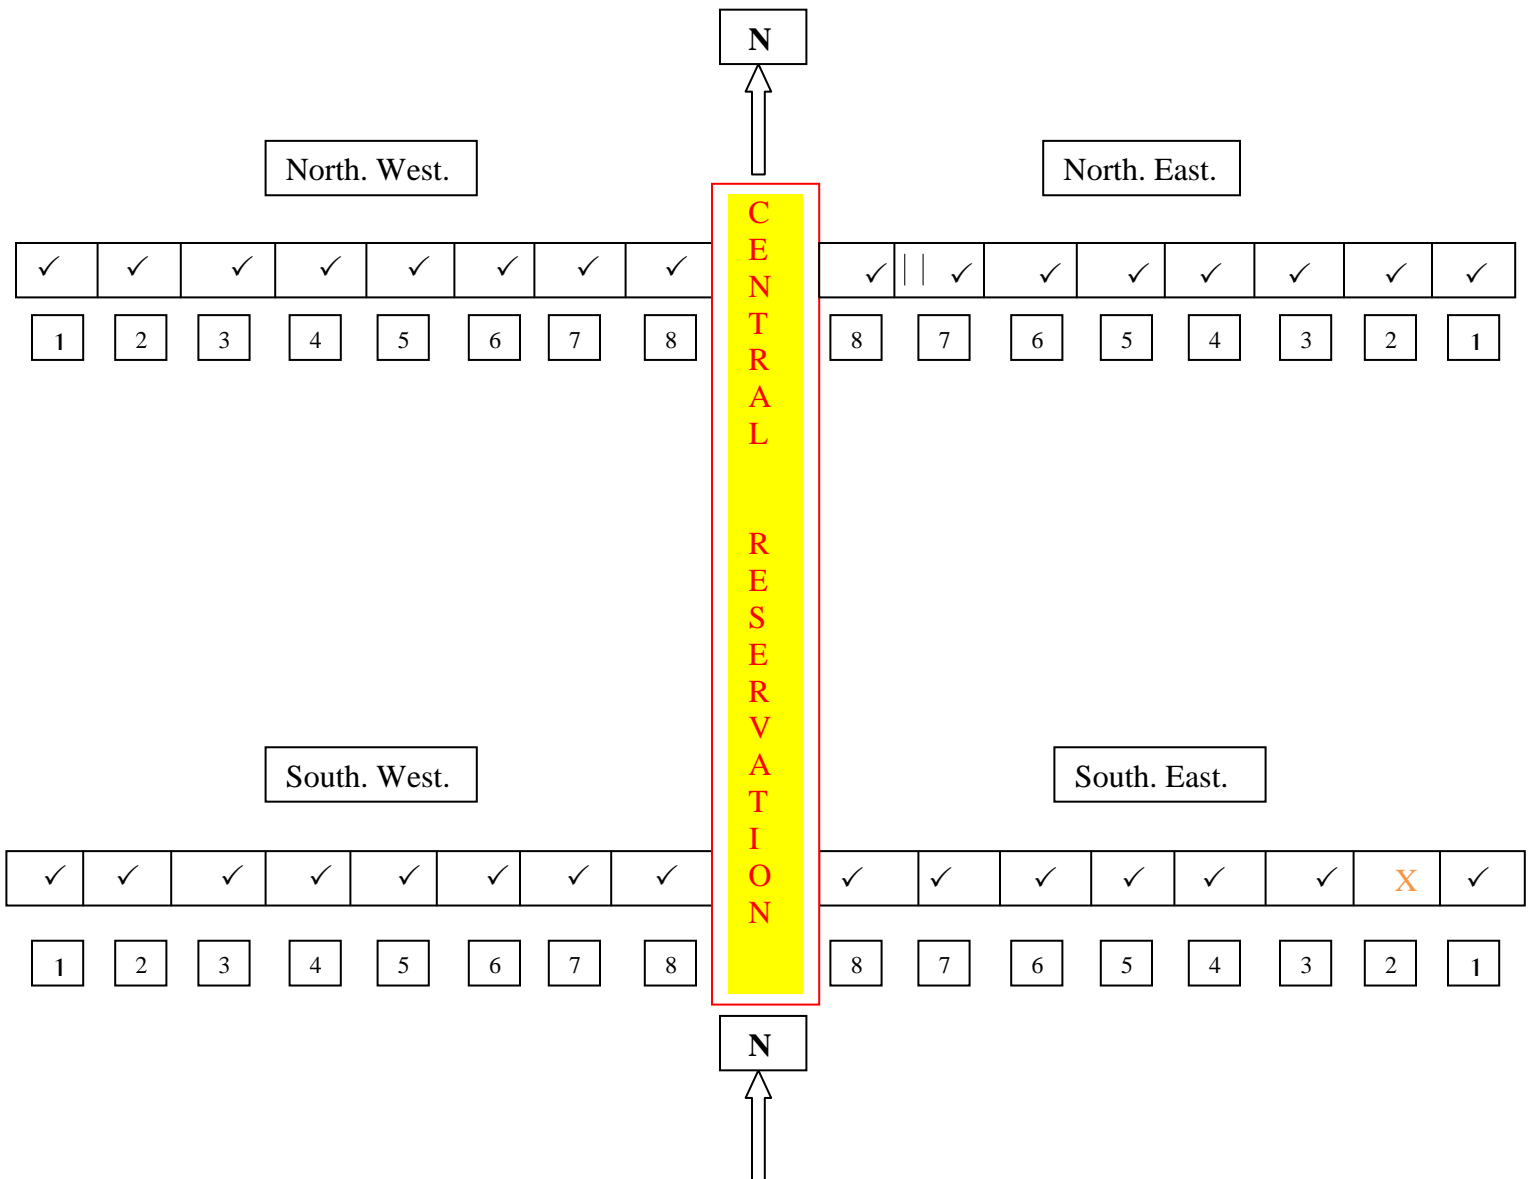 N
North. West.
North. East.
✓ ✓ ✓ ✓ ✓ ✓ ✓ ✓
✓ | | ✓ ✓ ✓ ✓ ✓ ✓ ✓
1 2 3 4 5 6 7 8
8 7 6 5 4 3 2 1
CENTRAL RESERVATION
South. West.
South. East.
✓ ✓ ✓ ✓ ✓ ✓ ✓ ✓
✓ ✓ ✓ ✓ ✓ ✓ X ✓
1 2 3 4 5 6 7 8
8 7 6 5 4 3 2 1
N